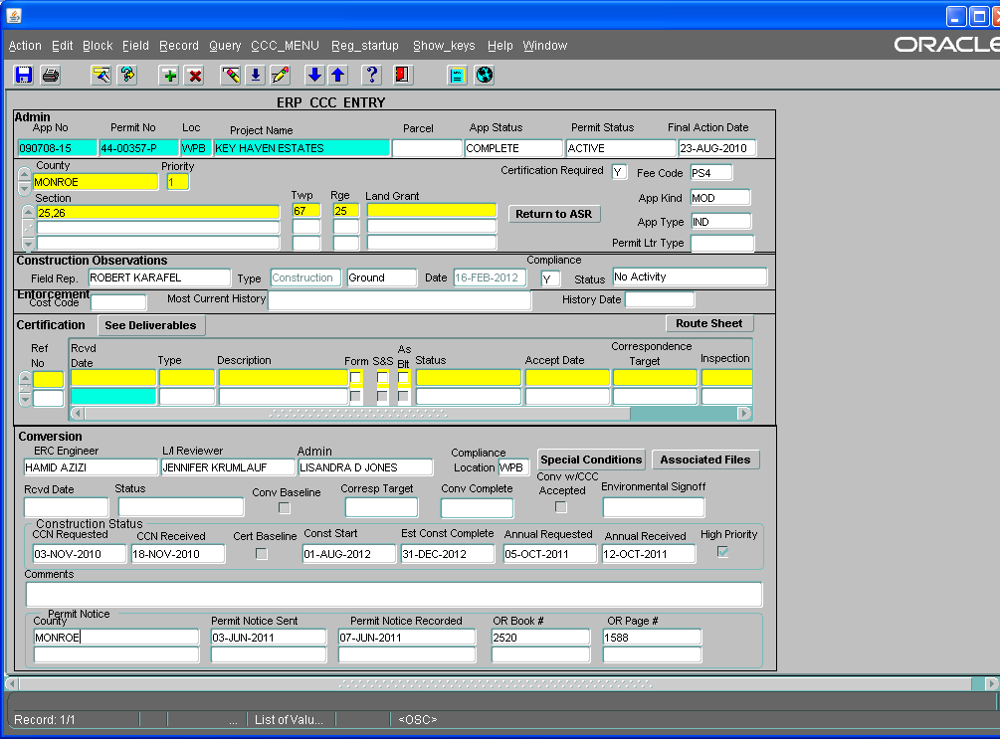 Action Edit Block Field Record Query CCC_MENU Reg_startup Show_keys Help Window
ORACLE
ERP CCC ENTRY
Admin
App No Permit No Loc Project Name Parcel App Status Permit Status Final Action Date
090708-15 44-00357-P WPB KEY HAVEN ESTATES COMPLETE ACTIVE 23-AUG-2010
County Priority Certification Required Y Fee Code PS4
MONROE 1
App Kind MOD
Section Twp Rge Land Grant
25,26 67 25
Return to ASR
App Type IND
Permit Ltr Type
Construction Observations Compliance
Field Rep. ROBERT KARAFEL Type Construction Ground Date 16-FEB-2012 Y Status No Activity
Enforcement
Cost Code Most Current History History Date
Certification See Deliverables Route Sheet
Ref No Rcvd Date Type Description Form S&S As Blt Status Accept Date Correspondence Target Inspection
Conversion
ERC Engineer L/I Reviewer Admin Compliance Location WPB
HAMID AZIZI JENNIFER KRUMLAUF LISANDRA D JONES
Special Conditions Associated Files
Rcvd Date Status Conv Baseline Corresp Target Conv Complete Conv w/CCC Accepted Environmental Signoff
Construction Status
CCN Requested CCN Received Cert Baseline Const Start Est Const Complete Annual Requested Annual Received High Priority
03-NOV-2010 18-NOV-2010 01-AUG-2012 31-DEC-2012 05-OCT-2011 12-OCT-2011
Comments
Permit Notice
County Permit Notice Sent Permit Notice Recorded OR Book # OR Page #
MONROE 03-JUN-2011 07-JUN-2011 2520 1588
Record: 1/1 ... List of Valu... <OSC>